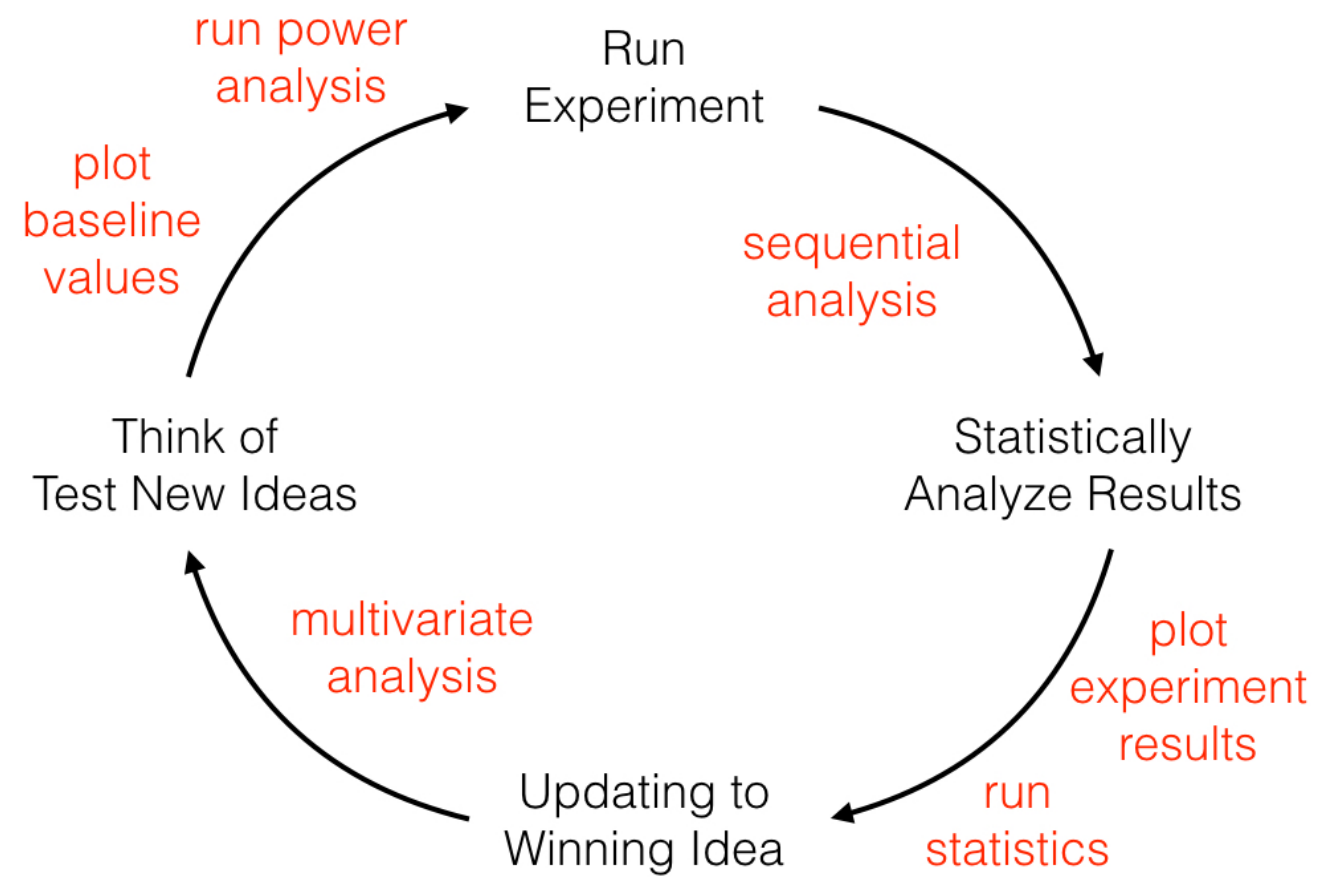 run power
analysis
Run
Experiment
plot
baseline
values
sequential
analysis
Think of
Test New Ideas
Statistically
Analyze Results
multivariate
analysis
plot
experiment
results
Updating to
Winning Idea
run
statistics